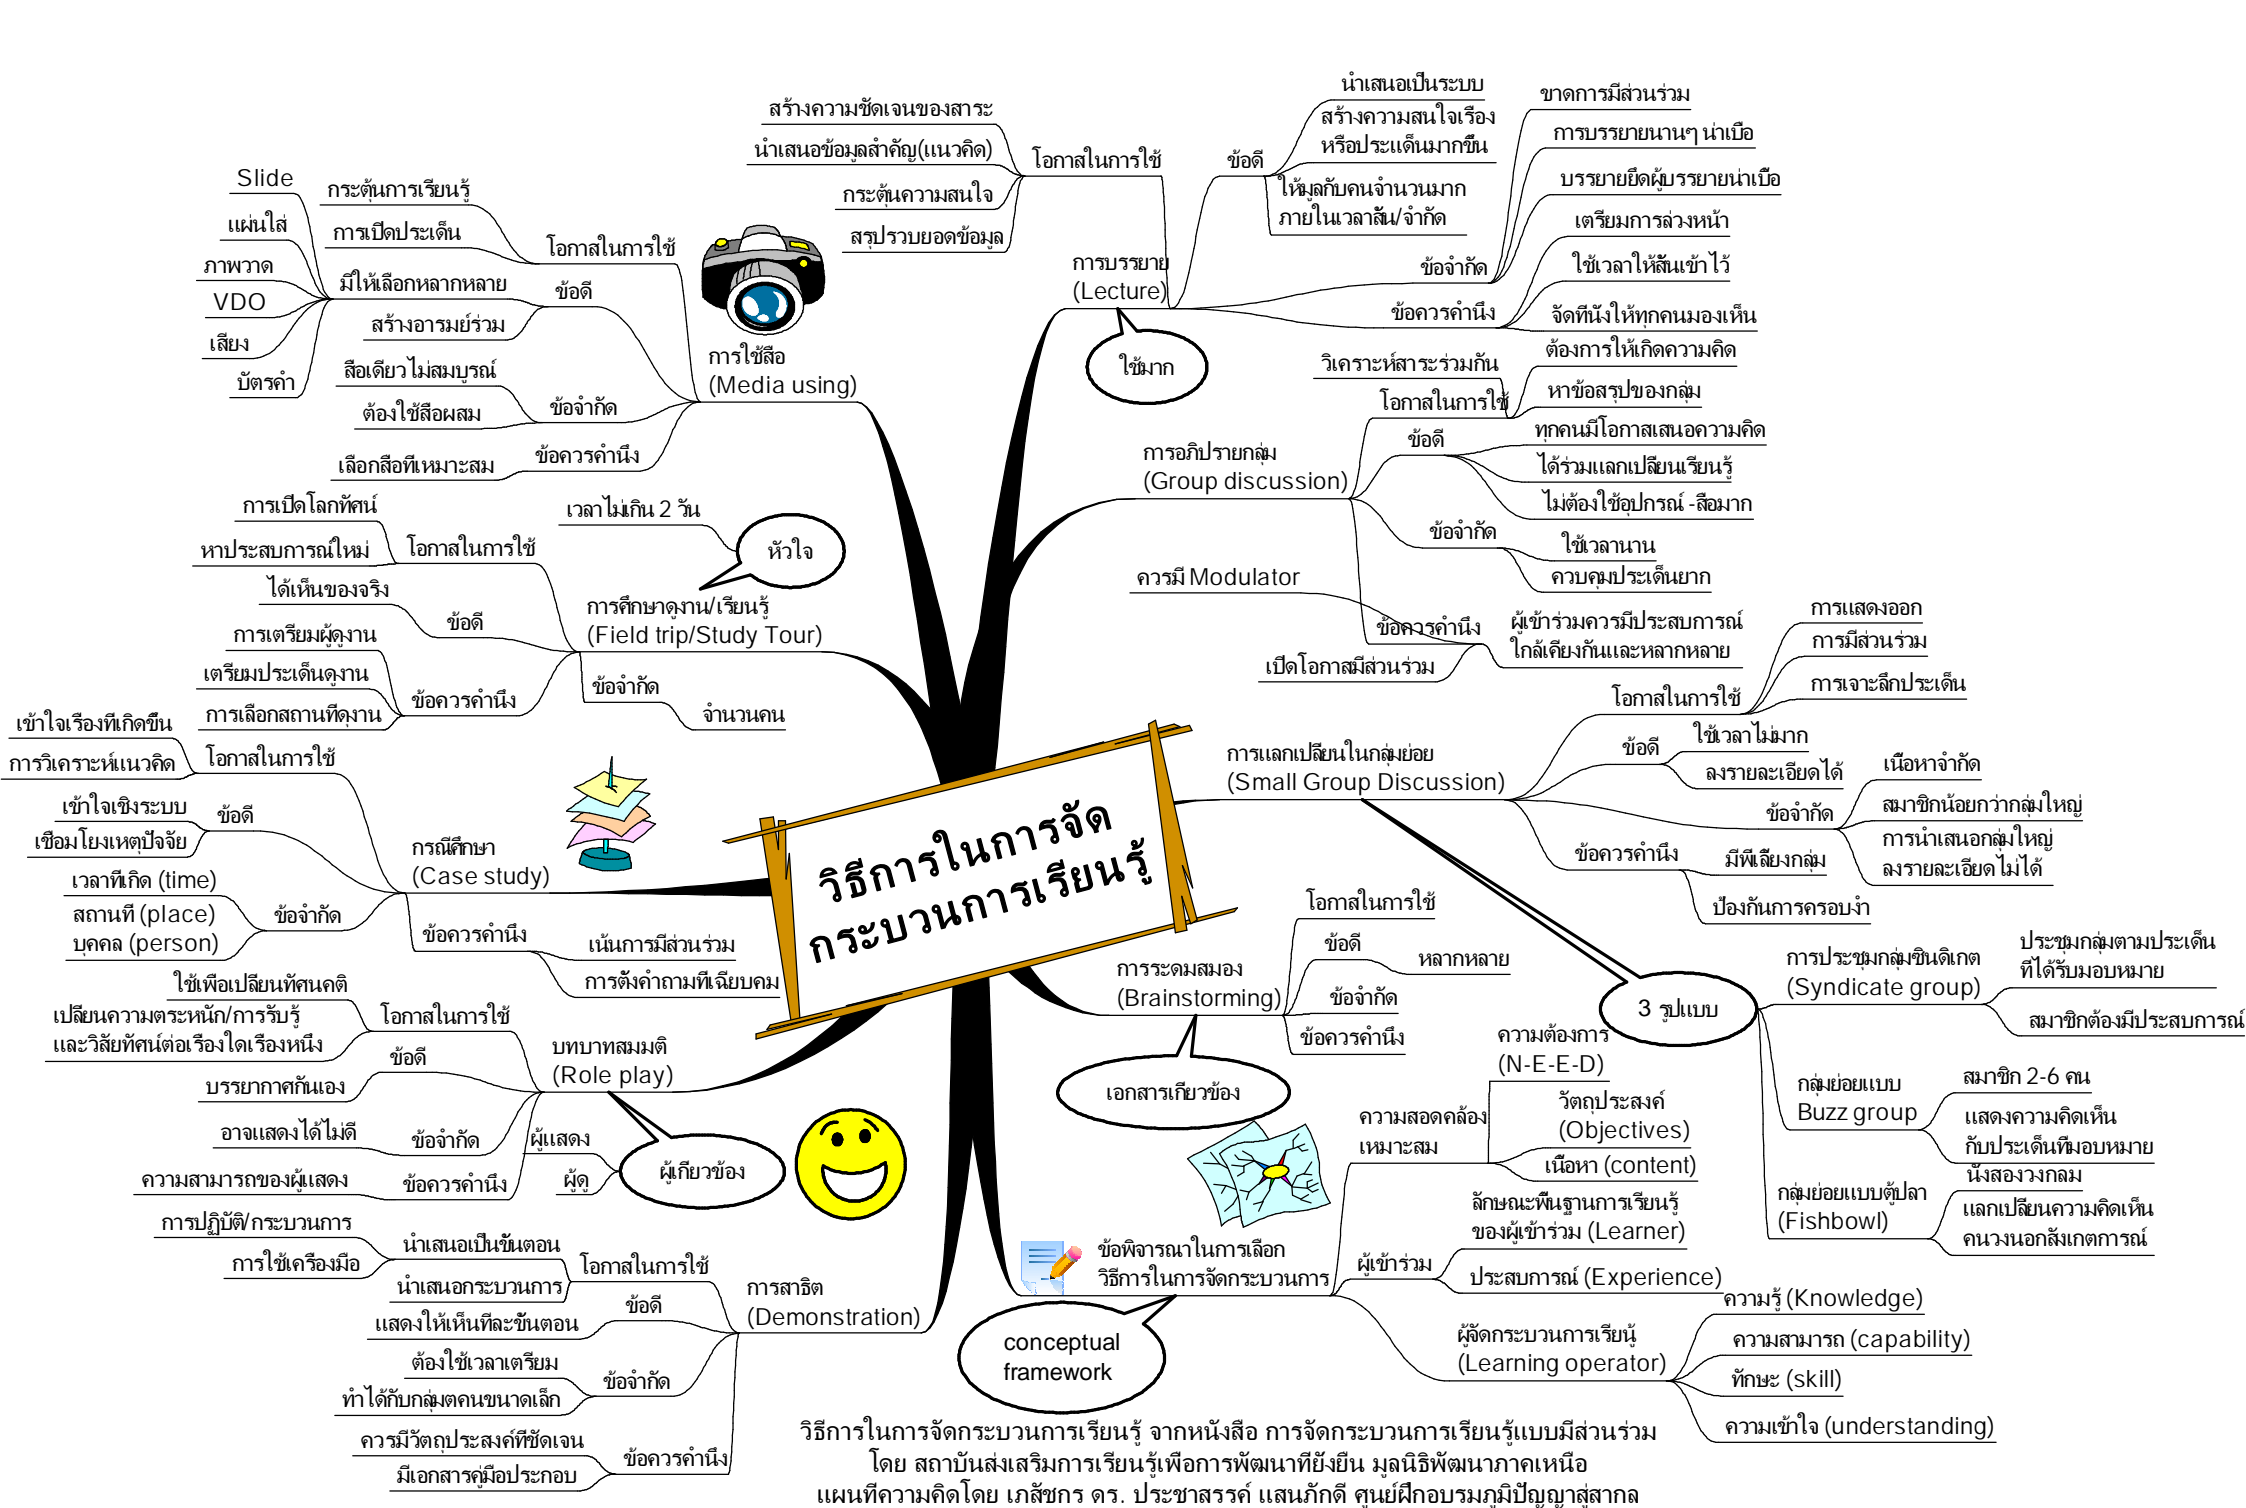 วิธีการในการจัด
กระบวนการเรียนรู้
การบรรยาย
(Lecture)
ใช้มาก
โอกาสในการใช้
สร้างความชัดเจนของสาระ
นำเสนอข้อมูลสำคัญ(แนวคิด)
กระตุ้นความสนใจ
สรุปรวบยอดข้อมูล
ข้อดี
นำเสนอเป็นระบบ
สร้างความสนใจเรื่อง
หรือประเด็นมากขึ้น
ให้มูลกับคนจำนวนมาก
ภายในเวลาสั้น/จำกัด
ข้อจำกัด
ขาดการมีส่วนร่วม
การบรรยายนานๆ น่าเบื่อ
บรรยายยึดผู้บรรยายน่าเบื่อ
ข้อควรคำนึง
เตรียมการล่วงหน้า
ใช้เวลาให้สั้นเข้าไว้
จัดที่นั่งให้ทุกคนมองเห็น
การอภิปรายกลุ่ม
(Group discussion)
โอกาสในการใช้
วิเคราะห์สาระร่วมกัน
ต้องการให้เกิดความคิด
หาข้อสรุปของกลุ่ม
ข้อดี
ทุกคนมีโอกาสเสนอความคิด
ได้ร่วมแลกเปลี่ยนเรียนรู้
ไม่ต้องใช้อุปกรณ์ -สื่อมาก
ข้อจำกัด
ใช้เวลานาน
ควบคุมประเด็นยาก
ข้อควรคำนึง
ควรมี Modulator
ผู้เข้าร่วมควรมีประสบการณ์
ใกล้เคียงกันและหลากหลาย
เปิดโอกาสมีส่วนร่วม
การแลกเปลี่ยนในกลุ่มย่อย
(Small Group Discussion)
โอกาสในการใช้
การแสดงออก
การมีส่วนร่วม
การเจาะลึกประเด็น
ข้อดี
ใช้เวลาไม่มาก
ลงรายละเอียดได้
ข้อจำกัด
เนื้อหาจำกัด
สมาชิกน้อยกว่ากลุ่มใหญ่
การนำเสนอกลุ่มใหญ่
ลงรายละเอียดไม่ได้
ข้อควรคำนึง
มีพี่เลี้ยงกลุ่ม
ป้องกันการครอบงำ
3 รูปแบบ
การประชุมกลุ่มซินดิเกต
(Syndicate group)
ประชุมกลุ่มตามประเด็น
ที่ได้รับมอบหมาย
สมาชิกต้องมีประสบการณ์
กลุ่มย่อยแบบ
Buzz group
สมาชิก 2-6 คน
แสดงความคิดเห็น
กับประเด็นที่มอบหมาย
กลุ่มย่อยแบบตู้ปลา
(Fishbowl)
นั่งสองวงกลม
แลกเปลี่ยนความคิดเห็น
คนวงนอกสังเกตการณ์
การระดมสมอง
(Brainstorming)
เอกสารเกี่ยวข้อง
โอกาสในการใช้
ข้อดี
หลากหลาย
ข้อจำกัด
ข้อควรคำนึง
ข้อพิจารณาในการเลือก
วิธีการในการจัดกระบวนการ
conceptual
framework
ความสอดคล้อง
เหมาะสม
ความต้องการ
(N-E-E-D)
วัตถุประสงค์
(Objectives)
เนื้อหา (content)
ผู้เข้าร่วม
ลักษณะพื้นฐานการเรียนรู้
ของผู้เข้าร่วม (Learner)
ประสบการณ์ (Experience)
ผู้จัดกระบวนการเรียนู้
(Learning operator)
ความรู้ (Knowledge)
ความสามารถ (capability)
ทักษะ (skill)
ความเข้าใจ (understanding)
การใช้สื่อ
(Media using)
โอกาสในการใช้
กระตุ้นการเรียนรู้
การเปิดประเด็น
ข้อดี
มีให้เลือกหลากหลาย
Slide
แผ่นใส่
ภาพวาด
VDO
เสียง
บัตรคำ
สร้างอารมย์ร่วม
ข้อจำกัด
สื่อเดียวไม่สมบูรณ์
ต้องใช้สื่อผสม
ข้อควรคำนึง
เลือกสื่อที่เหมาะสม
การศึกษาดูงาน/เรียนรู้
(Field trip/Study Tour)
หัวใจ
เวลาไม่เกิน 2 วัน
โอกาสในการใช้
การเปิดโลกทัศน์
หาประสบการณ์ใหม่
ข้อดี
ได้เห็นของจริง
ข้อควรคำนึง
การเตรียมผู้ดูงาน
เตรียมประเด็นดูงาน
การเลือกสถานที่ดูงาน
ข้อจำกัด
จำนวนคน
กรณีศึกษา
(Case study)
โอกาสในการใช้
เข้าใจเรื่องที่เกิดขึ้น
การวิเคราะห์แนวคิด
ข้อดี
เข้าใจเชิงระบบ
เชื่อมโยงเหตุปัจจัย
ข้อจำกัด
เวลาที่เกิด (time)
สถานที่ (place)
บุคคล (person)
ข้อควรคำนึง
เน้นการมีส่วนร่วม
การตั้งคำถามที่เฉียบคม
บทบาทสมมติ
(Role play)
โอกาสในการใช้
ใช้เพื่อเปลี่ยนทัศนคติ
เปลี่ยนความตระหนัก/การรับรู้
และวิสัยทัศน์ต่อเรื่องใดเรื่องหนึ่ง
ข้อดี
บรรยากาศกันเอง
ข้อจำกัด
อาจแสดงได้ไม่ดี
ข้อควรคำนึง
ความสามารถของผู้แสดง
ผู้เกี่ยวข้อง
ผู้แสดง
ผู้ดู
การสาธิต
(Demonstration)
โอกาสในการใช้
นำเสนอเป็นขั้นตอน
การปฏิบัติ/กระบวนการ
การใช้เครื่องมือ
นำเสนอกระบวนการ
ข้อดี
แสดงให้เห็นทีละขั้นตอน
ข้อจำกัด
ต้องใช้เวลาเตรียม
ทำได้กับกลุ่มตคนขนาดเล็ก
ข้อควรคำนึง
ควรมีวัตถุประสงค์ที่ชัดเจน
มีเอกสารคู่มือประกอบ
วิธีการในการจัดกระบวนการเรียนรู้ จากหนังสือ การจัดกระบวนการเรียนรู้แบบมีส่วนร่วม
โดย สถาบันส่งเสริมการเรียนรู้เพื่อการพัฒนาที่ยั่งยืน มูลนิธิพัฒนาภาคเหนือ
แผนที่ความคิดโดย เภสัชกร ดร. ประชาสรรค์ แสนภักดี ศูนย์ฝึกอบรมภูมิปัญญาสู่สากล